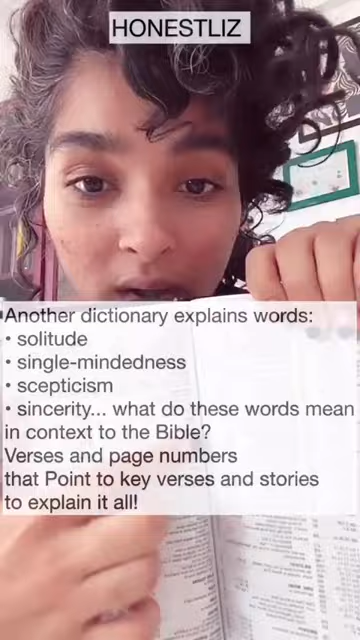 HONESTLIZ
Another dictionary explains words:
• solitude
• single-mindedness
• scepticism
• sincerity... what do these words mean
in context to the Bible?
Verses and page numbers
that Point to key verses and stories
to explain it all!